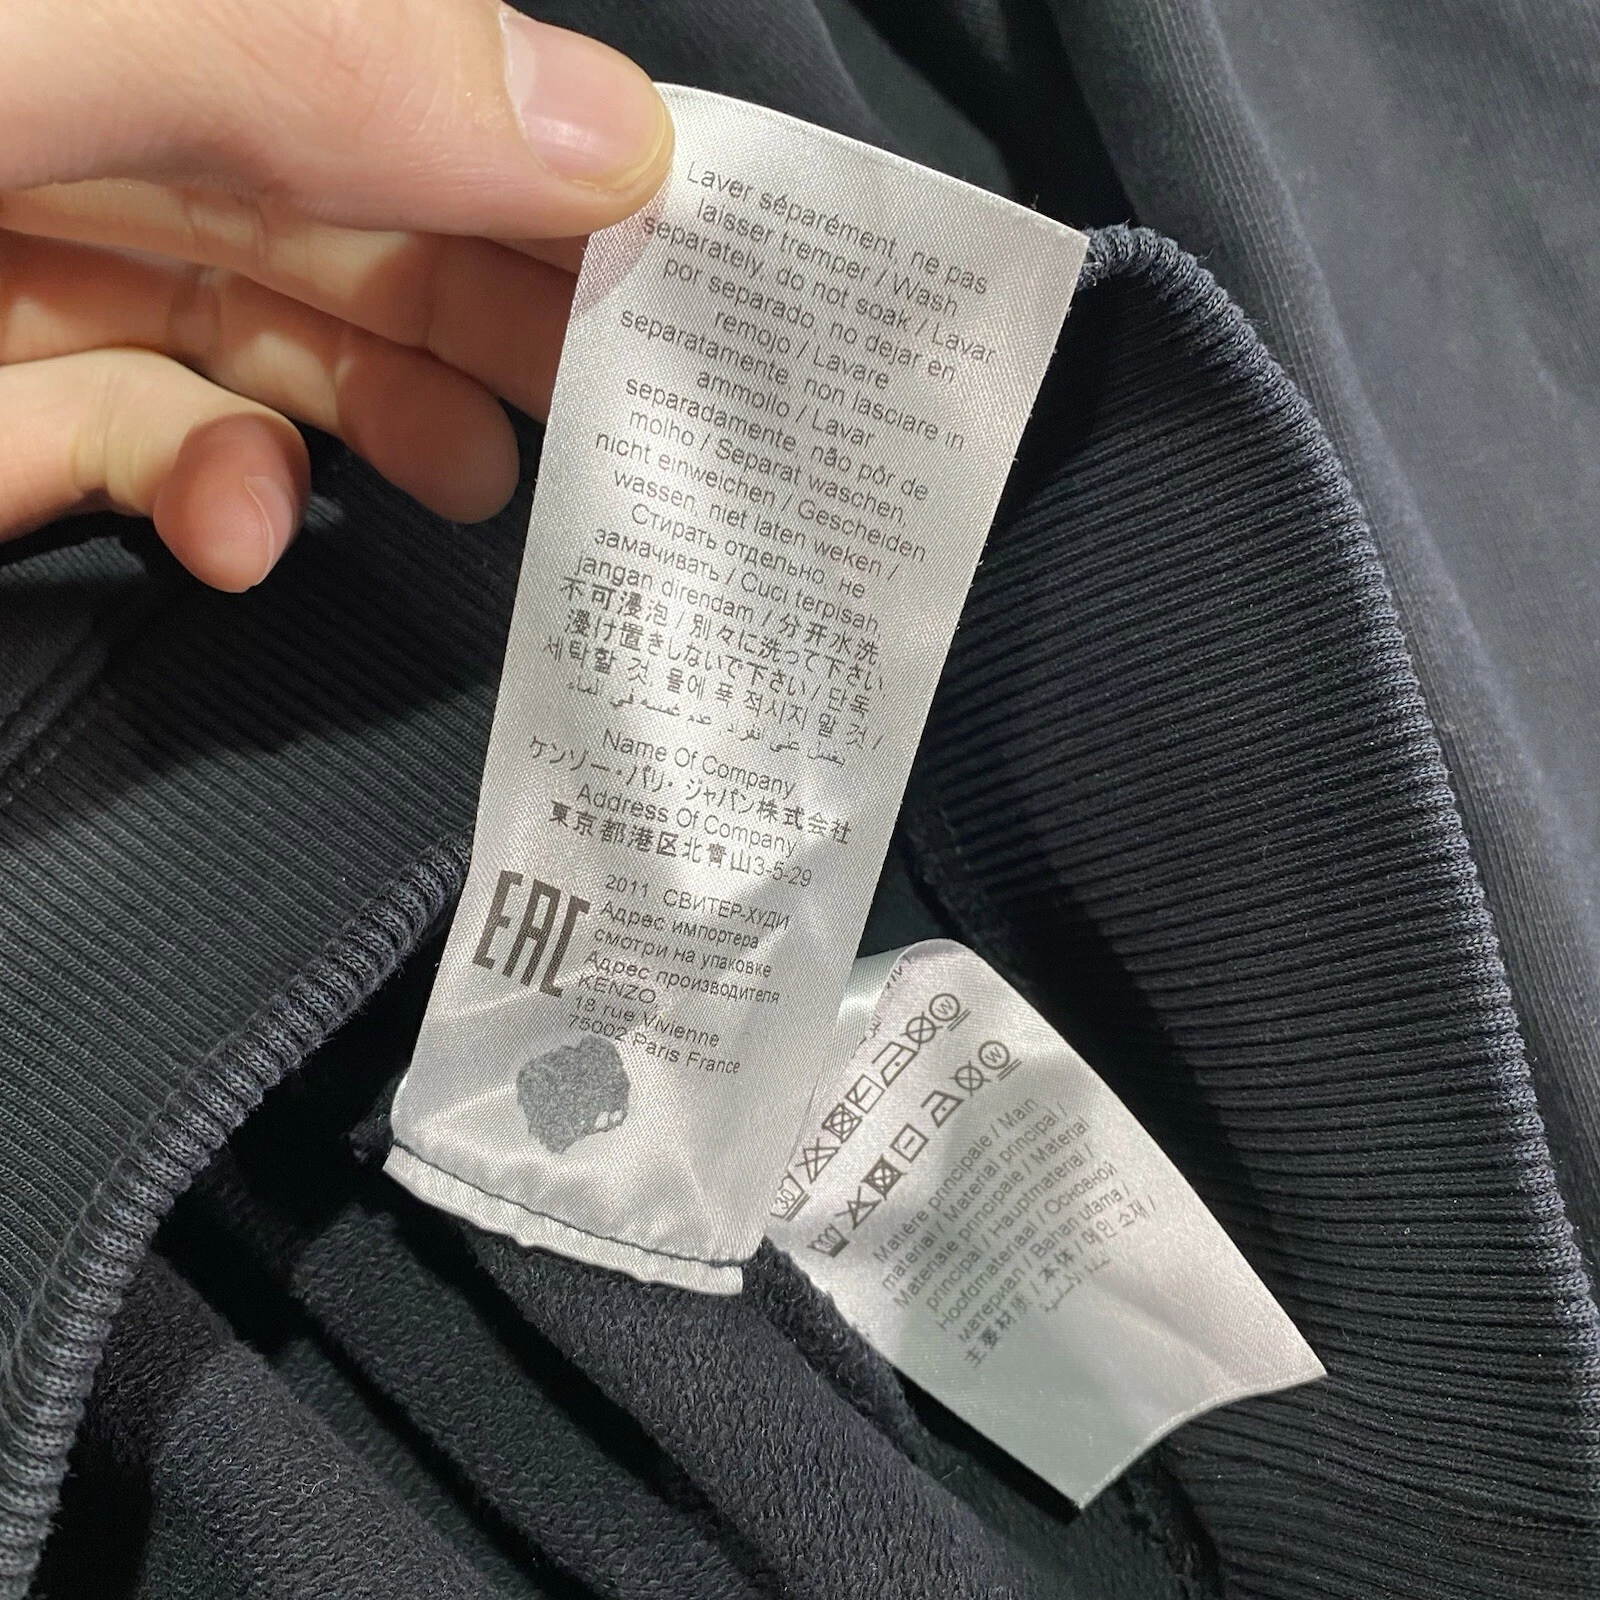 Laver séparément, ne pas
laisser tremper / Wash
separately, do not soak / Lavar
por separado, no dejar en
remojo / Lavare
separatamente, non lasciare in
ammollo / Lavar
separadamente, não pôr de
molho / Separat waschen,
nicht einweichen / Gescheiden
wassen, niet laten weken /
Стирать отдельно, не
замачивать / Cuci terpisah,
jangan direndam / 分开水洗
不可浸泡 / 別々に洗って下さい
浸け置きしないで下さい / 단독
세탁할 것 물에 푹 적시지 말 것 /
Name Of Company
ケンゾー・パリ・ジャパン株式会社
Address Of Company
東京都港区北青山3-5-29
EAC
2011 СВИТЕР-ХУДИ
Адрес импортера
смотри на упаковке
Адрес производителя
KENZO
18 rue Vivienne
75002 Paris France
30
W
W
Matière principale / Main
material / Material principal /
Materiale principale / Material
principal / Hauptmaterial /
Hoofdmateriaal / Основной
материал / Bahan utama /
主要材质 / 本体 / 메인 소재 /